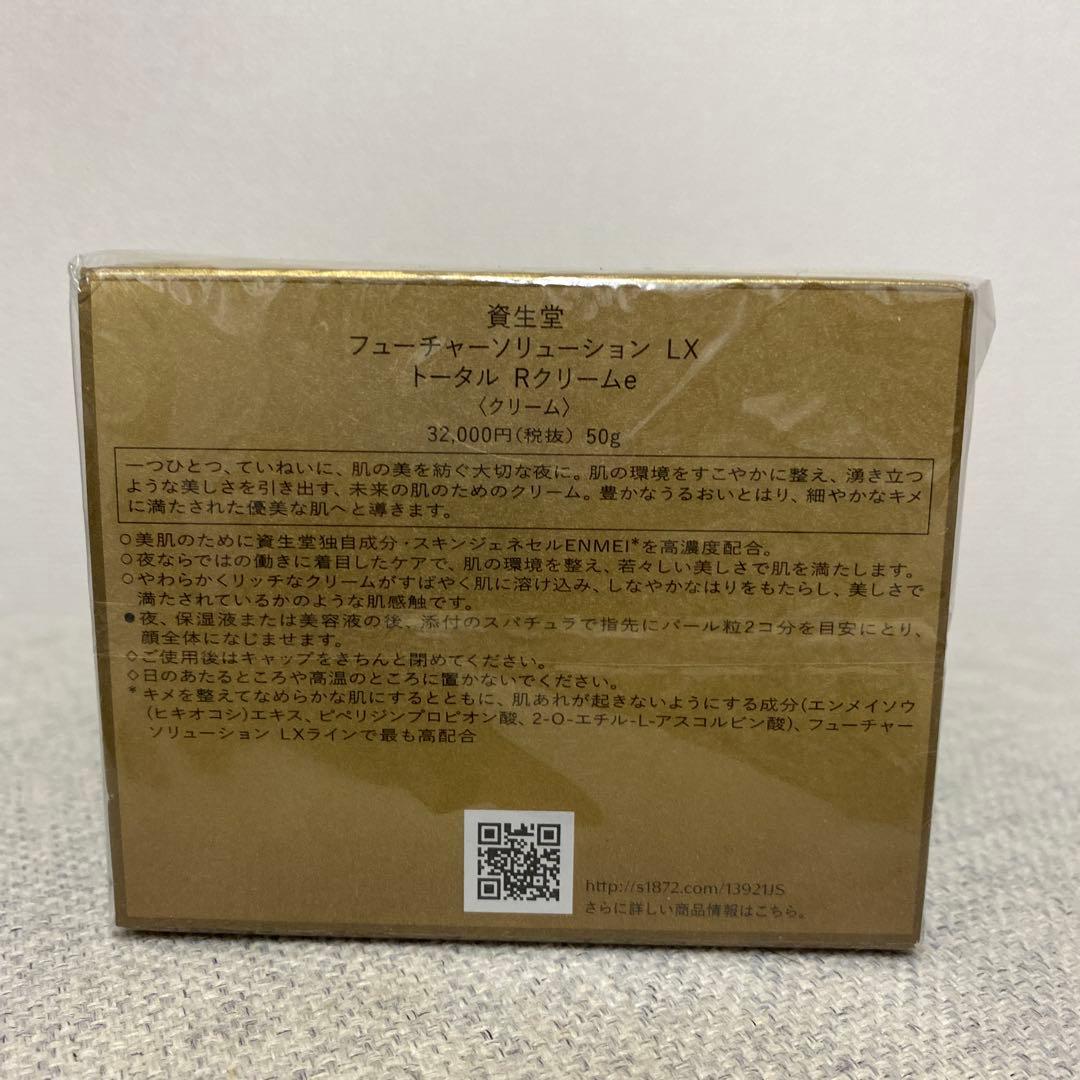 資生堂
フューチャーソリューション LX
トータル Rクリームe
〈クリーム〉
32,000円(税抜) 50g
一つひとつ、ていねいに、肌の美を紡ぐ大切な夜に。肌の環境をすこやかに整え、湧き立つ
ような美しさを引き出す、未来の肌のためのクリーム。豊かなうるおいとはり、細やかなキメ
に満たされた優美な肌へと導きます。
○美肌のために資生堂独自成分・スキンジェネセルENMEI*を高濃度配合。
○夜ならではの働きに着目したケアで、肌の環境を整え、若々しい美しさで肌を満たします。
○やわらかくリッチなクリームがすばやく肌に溶け込み、しなやかなはりをもたらし、美しさで
満たされているかのような肌感触です。
●夜、保湿液または美容液の後、添付のスパチュラで指先にパール粒2コ分を目安にとり、
顔全体になじませます。
◇ご使用後はキャップをきちんと閉めてください。
◇日のあたるところや高温のところに置かないでください。
*キメを整えてなめらかな肌にするとともに、肌あれが起きないようにする成分(エンメイソウ
(ヒキオコシ)エキス、ピペリジンプロピオン酸、2-O-エチル-L-アスコルビン酸)、フューチャー
ソリューション LXラインで最も高配合
http://s1872.com/13921JS
さらに詳しい商品情報はこちら。